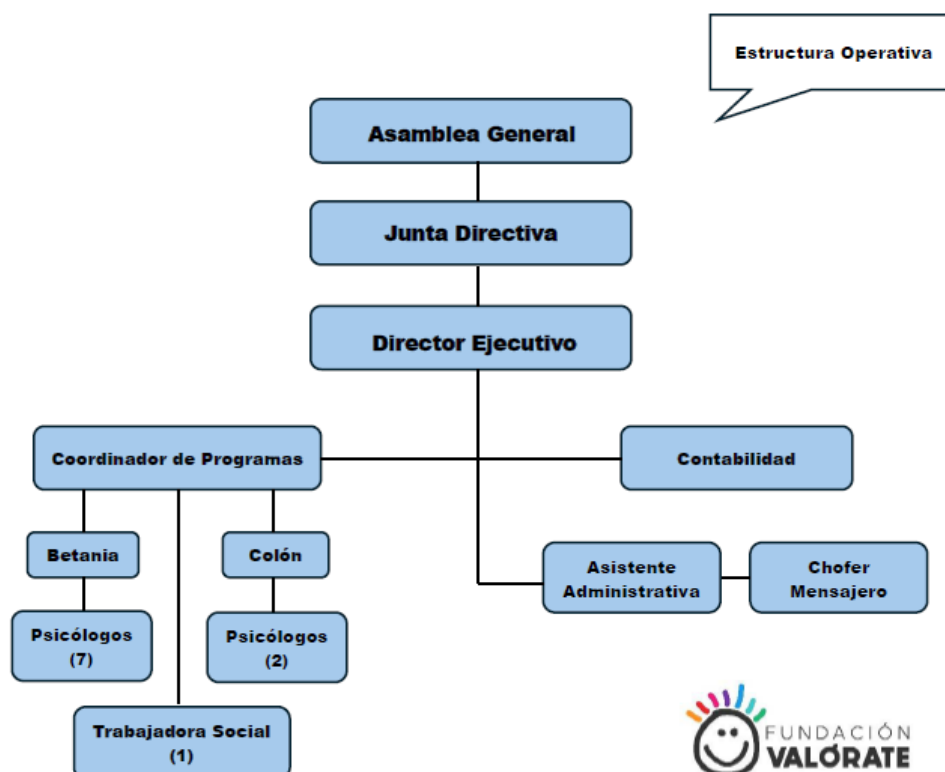 Estructura Operativa
Asamblea General
Junta Directiva
Director Ejecutivo
Coordinador de Programas
Contabilidad
Betania
Colón
Asistente
Administrativa
Chofer
Mensajero
Psicólogos
(7)
Psicólogos
(2)
Trabajadora Social
(1)
FUNDACIÓN
VALÓRATE